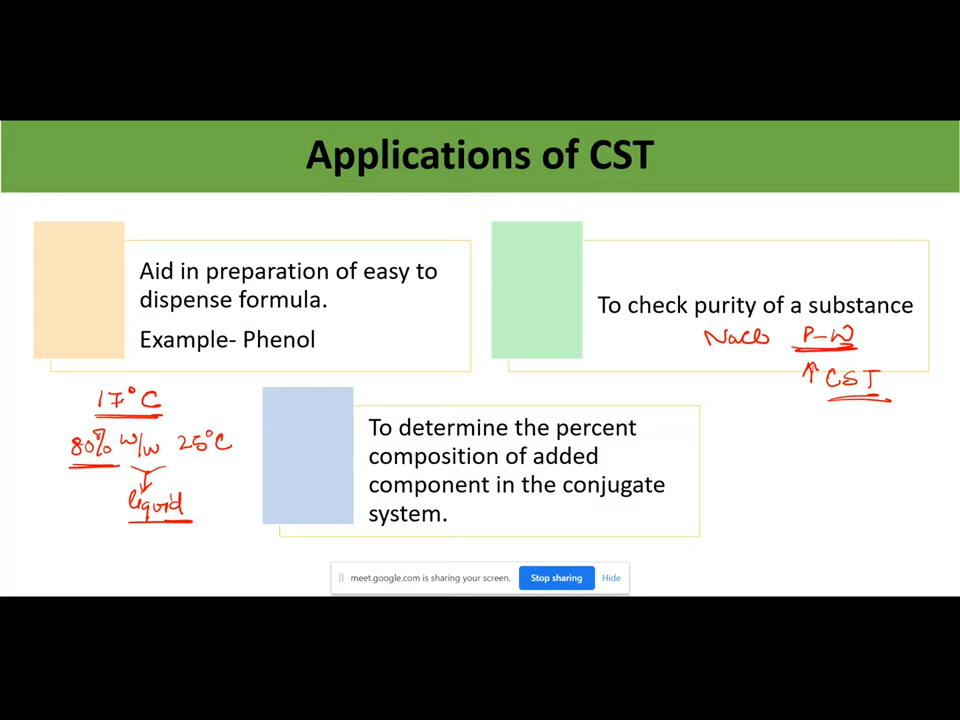 Applications of CST
Aid in preparation of easy to
dispense formula.
Example- Phenol
To check purity of a substance
NaCl P-W
↑ CST
17°C
80% w/w 25°C
liquid
To determine the percent
composition of added
component in the conjugate
system.
meet.google.com is sharing your screen. Stop sharing Hide